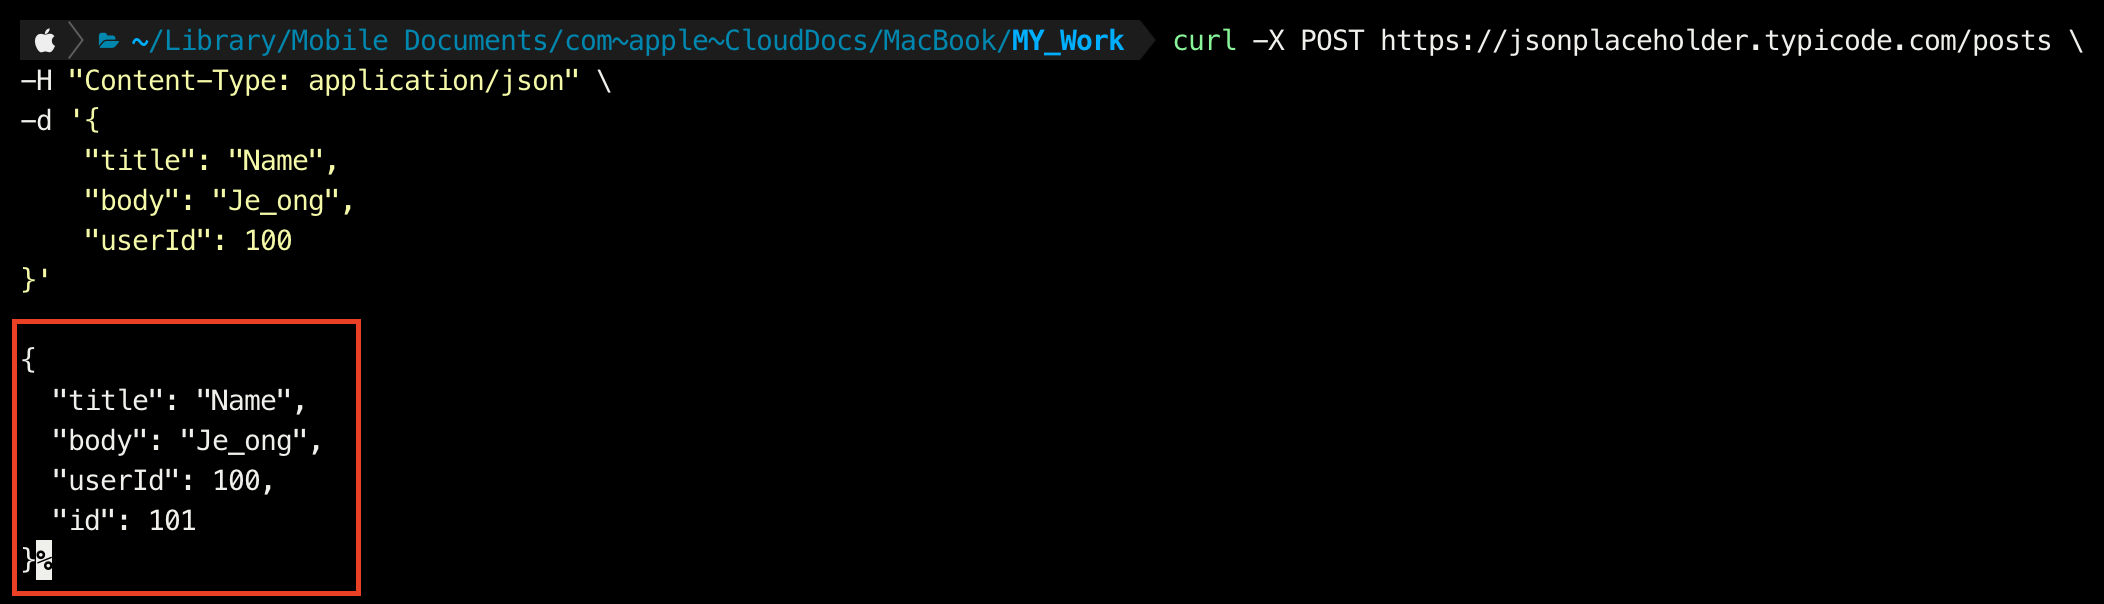 ~/Library/Mobile Documents/com~apple~CloudDocs/MacBook/MY_Work curl -X POST https://jsonplaceholder.typicode.com/posts \
-H "Content-Type: application/json" \
-d '{
    "title": "Name",
    "body": "Je_ong",
    "userId": 100
}'
{
  "title": "Name",
  "body": "Je_ong",
  "userId": 100,
  "id": 101
}%